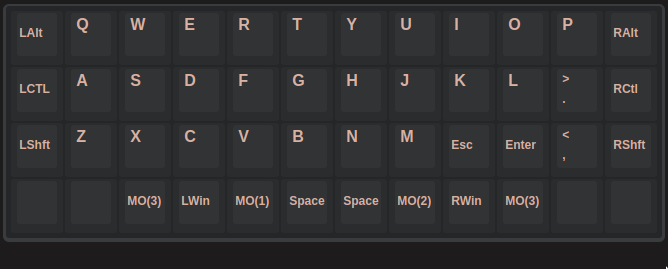 LAlt Q W E R T Y U I O P RAlt
LCTL A S D F G H J K L > . RCtl
LShft Z X C V B N M Esc Enter < , RShft
MO(3) LWin MO(1) Space Space MO(2) RWin MO(3)